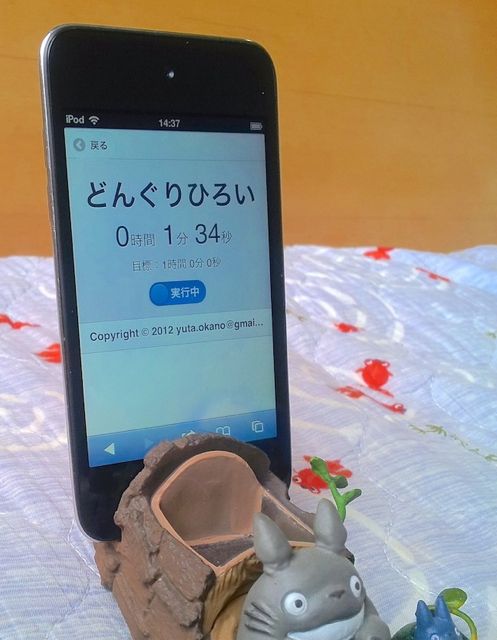 iPod 14:37
戻る
どんぐりひろい
0時間 1分 34秒
目標：1時間 0分 0秒
実行中
Copyright © 2012 yuta.okano@gmai...